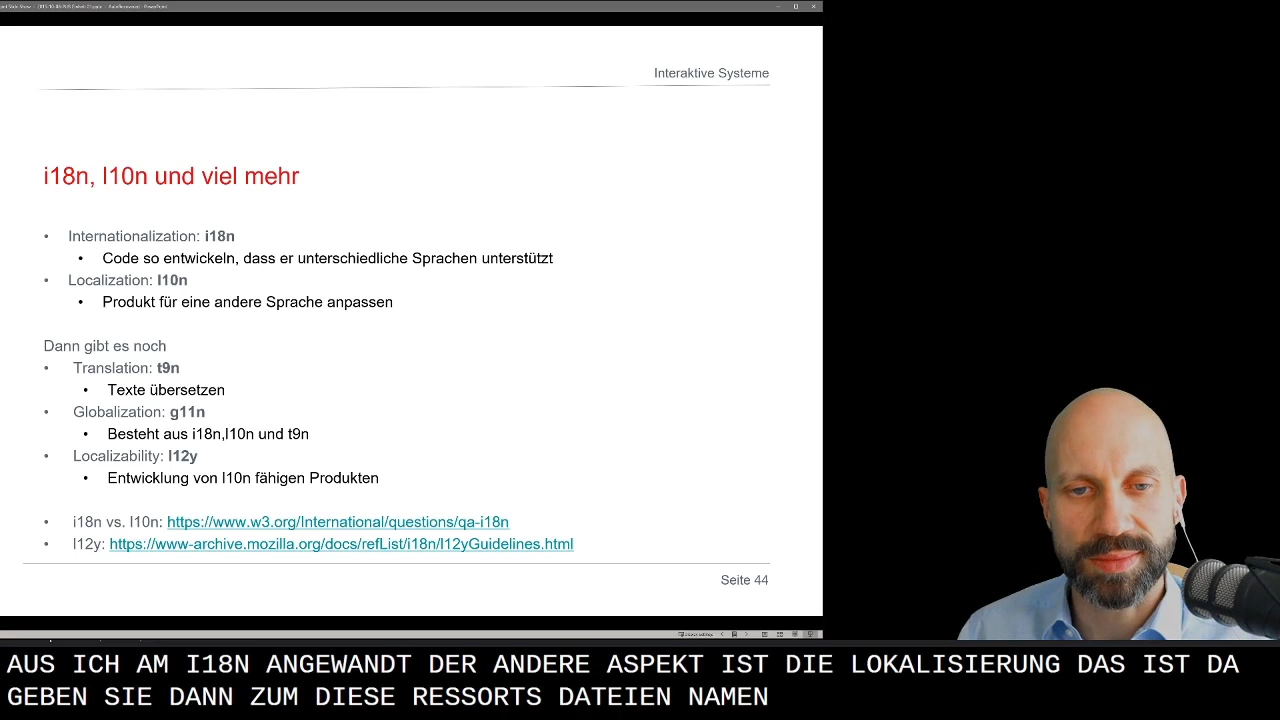 Interaktive Systeme
i18n, l10n und viel mehr
• Internationalization: i18n
• Code so entwickeln, dass er unterschiedliche Sprachen unterstützt
• Localization: l10n
• Produkt für eine andere Sprache anpassen
Dann gibt es noch
• Translation: t9n
• Texte übersetzen
• Globalization: g11n
• Besteht aus i18n,l10n und t9n
• Localizability: l12y
• Entwicklung von l10n fähigen Produkten
• i18n vs. l10n: https://www.w3.org/International/questions/qa-i18n
• l12y: https://www-archive.mozilla.org/docs/refList/i18n/l12yGuidelines.html
Seite 44
AUS ICH AM I18N ANGEWANDT DER ANDERE ASPEKT IST DIE LOKALISIERUNG DAS IST DA
GEBEN SIE DANN ZUM DIESE RESSORTS DATEIEN NAMEN